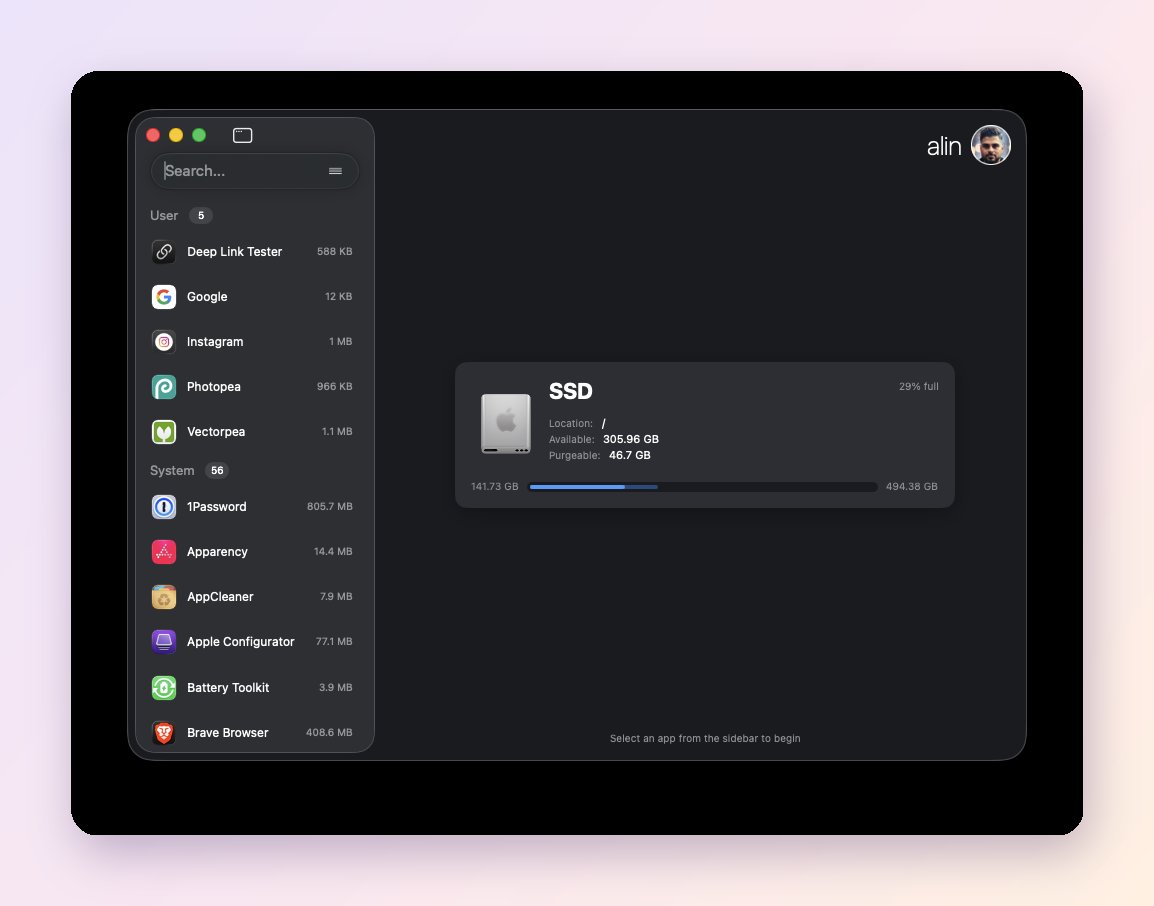 Search...
User 5
Deep Link Tester 588 KB
Google 12 KB
Instagram 1 MB
Photopea 966 KB
Vectorpea 1.1 MB
System 56
1Password 805.7 MB
Apparency 14.4 MB
AppCleaner 7.9 MB
Apple Configurator 77.1 MB
Battery Toolkit 3.9 MB
Brave Browser 408.6 MB
alin
SSD 29% full
Location: /
Available: 305.96 GB
Purgeable: 46.7 GB
141.73 GB 494.38 GB
Select an app from the sidebar to begin